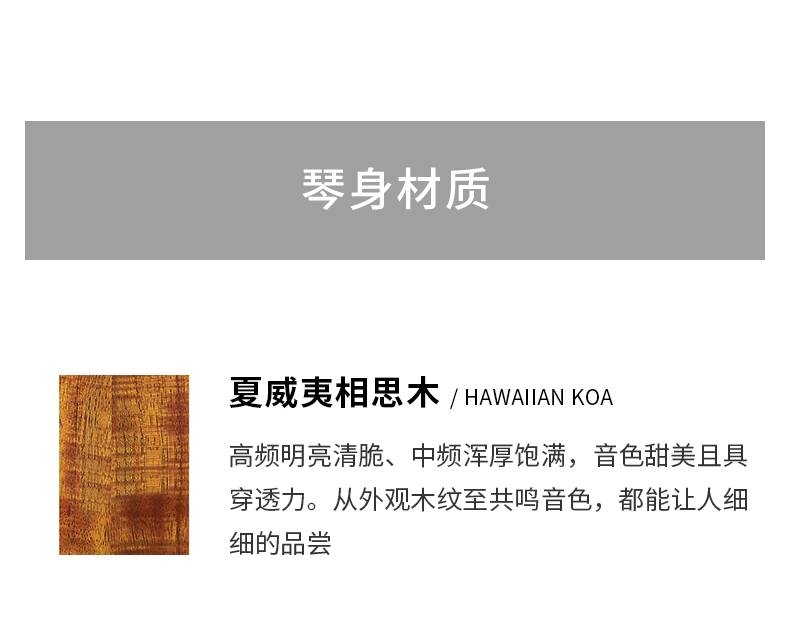 琴身材质
夏威夷相思木 / HAWAIIAN KOA
高频明亮清脆、中频浑厚饱满，音色甜美且具
穿透力。从外观木纹至共鸣音色，都能让人细
细的品尝